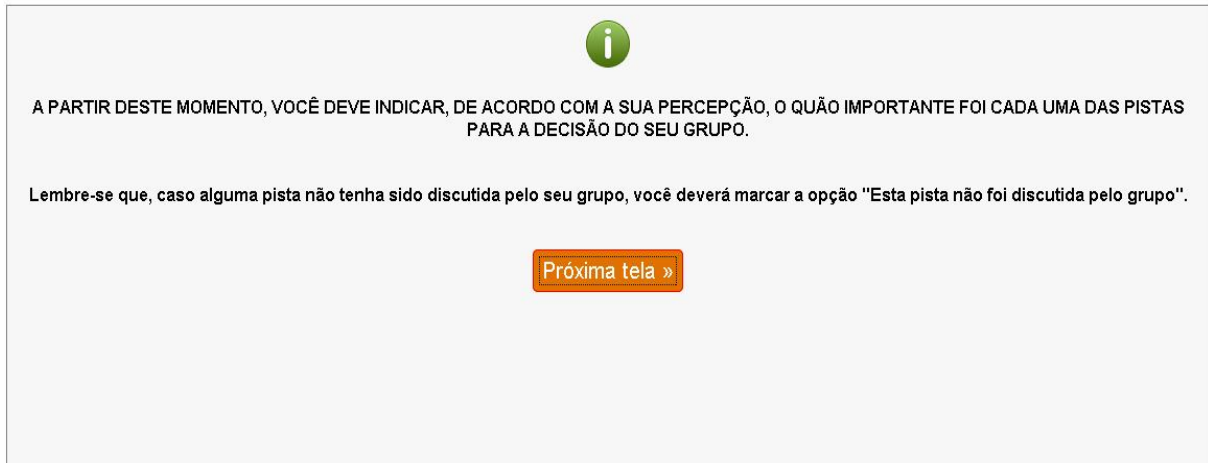 i
A PARTIR DESTE MOMENTO, VOCÊ DEVE INDICAR, DE ACORDO COM A SUA PERCEPÇÃO, O QUÃO IMPORTANTE FOI CADA UMA DAS PISTAS
PARA A DECISÃO DO SEU GRUPO.
Lembre-se que, caso alguma pista não tenha sido discutida pelo seu grupo, você deverá marcar a opção "Esta pista não foi discutida pelo grupo".
Próxima tela »